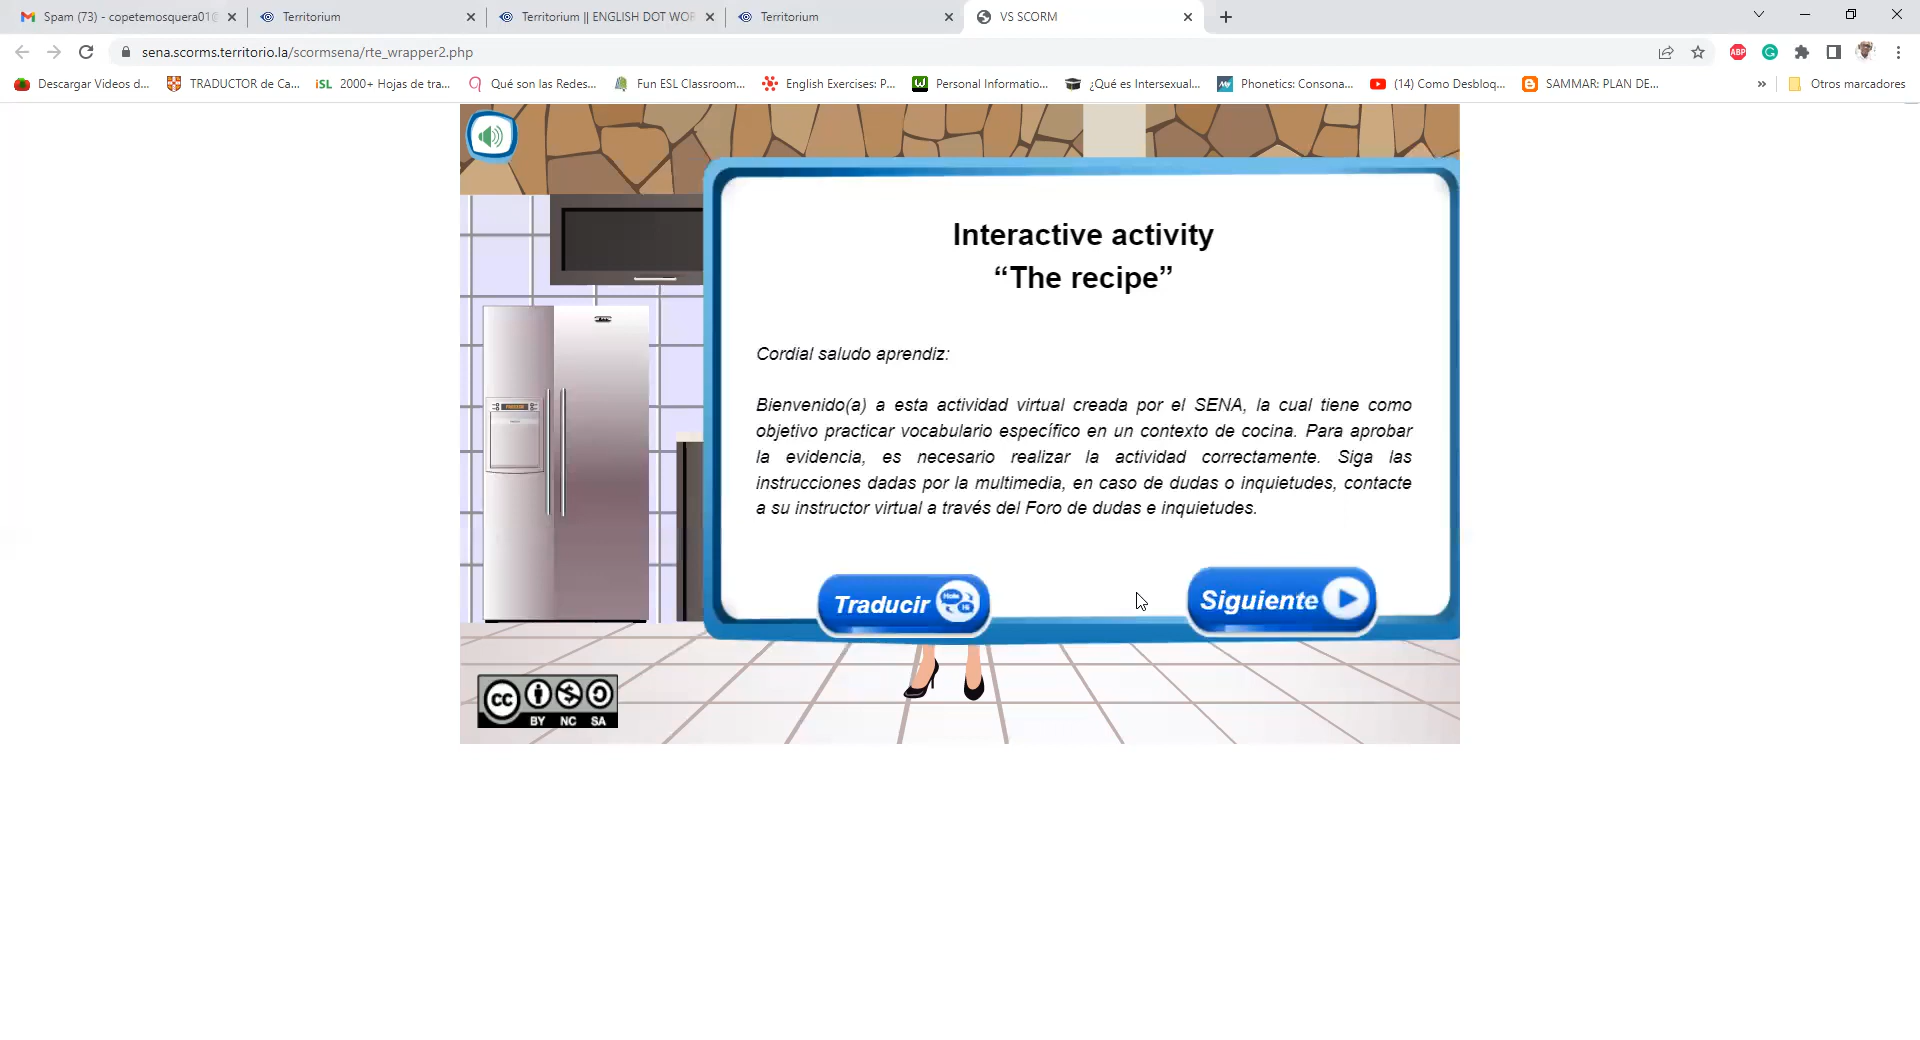 Spam (73) - copetemosquera01@
Territorium
Territorium || ENGLISH DOT WOR
Territorium
VS SCORM
sena.scorms.territorio.la/scormsena/rte_wrapper2.php
ABP
Descargar Videos d...
TRADUCTOR de Ca...
iSL 2000+ Hojas de tra...
Qué son las Redes...
Fun ESL Classroom...
English Exercises: P...
Personal Informatio...
¿Qué es Intersexual...
Phonetics: Consona...
(14) Como Desbloq...
SAMMAR: PLAN DE...
»
Otros marcadores
Interactive activity
“The recipe”
Cordial saludo aprendiz:
Bienvenido(a) a esta actividad virtual creada por el SENA, la cual tiene como
objetivo practicar vocabulario específico en un contexto de cocina. Para aprobar
la evidencia, es necesario realizar la actividad correctamente. Siga las
instrucciones dadas por la multimedia, en caso de dudas o inquietudes, contacte
a su instructor virtual a través del Foro de dudas e inquietudes.
Traducir
Hola
Hi
Siguiente
CC
BY NC SA